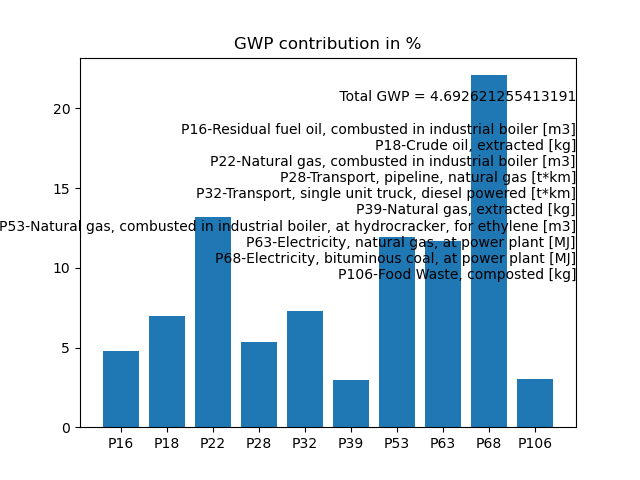 GWP contribution in %
Total GWP = 4.692621255413191
P16-Residual fuel oil, combusted in industrial boiler [m3]
P18-Crude oil, extracted [kg]
P22-Natural gas, combusted in industrial boiler [m3]
P28-Transport, pipeline, natural gas [t*km]
P32-Transport, single unit truck, diesel powered [t*km]
P39-Natural gas, extracted [kg]
P53-Natural gas, combusted in industrial boiler, at hydrocracker, for ethylene [m3]
P63-Electricity, natural gas, at power plant [MJ]
P68-Electricity, bituminous coal, at power plant [MJ]
P106-Food Waste, composted [kg]
20
15
10
5
0
P16 P18 P22 P28 P32 P39 P53 P63 P68 P106